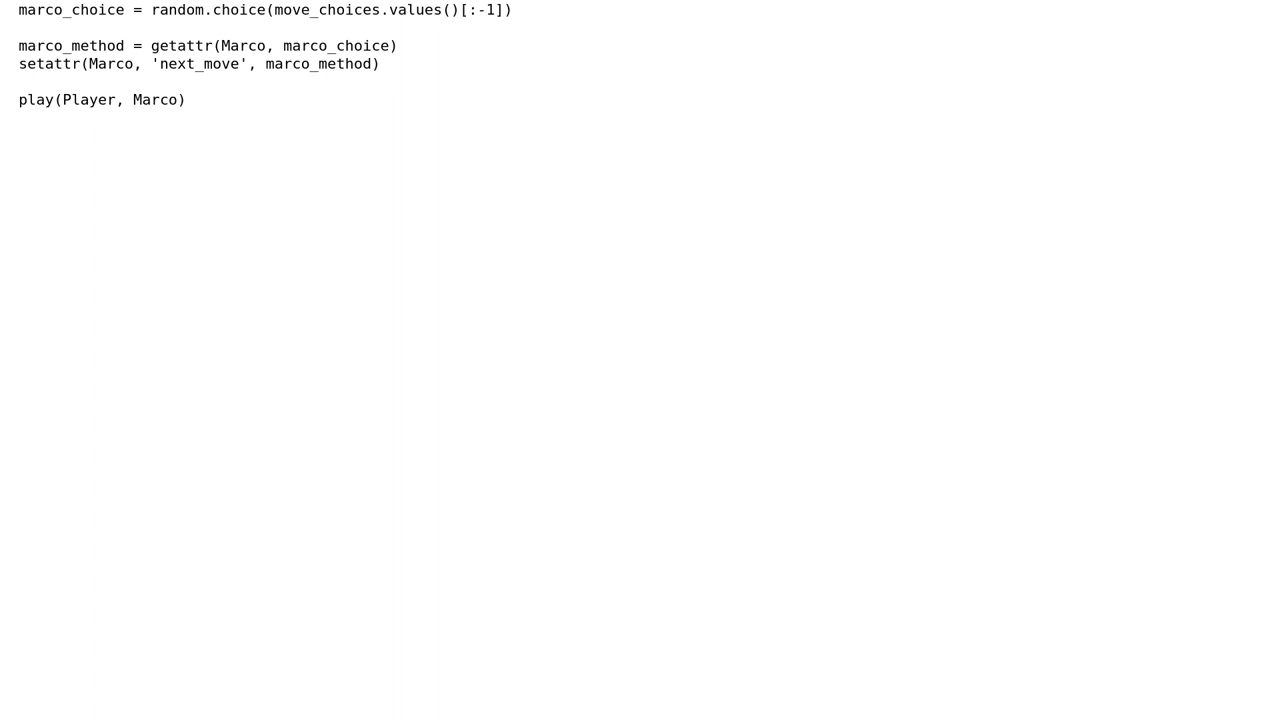 marco_choice = random.choice(move_choices.values()[:-1])
marco_method = getattr(Marco, marco_choice)
setattr(Marco, 'next_move', marco_method)
play(Player, Marco)